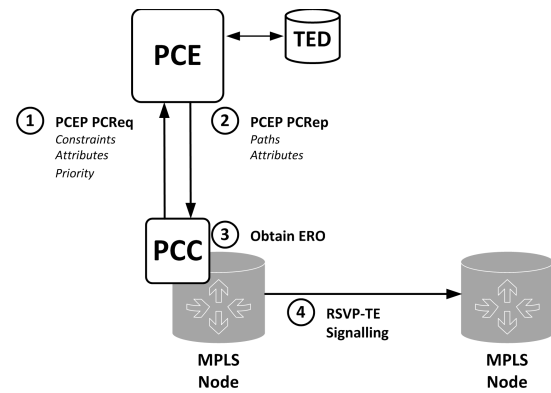 PCE
TED
1
PCEP PCReq
Constraints
Attributes
Priority
2
PCEP PCRep
Paths
Attributes
PCC
3
Obtain ERO
4
RSVP-TE
Signalling
MPLS
Node
MPLS
Node